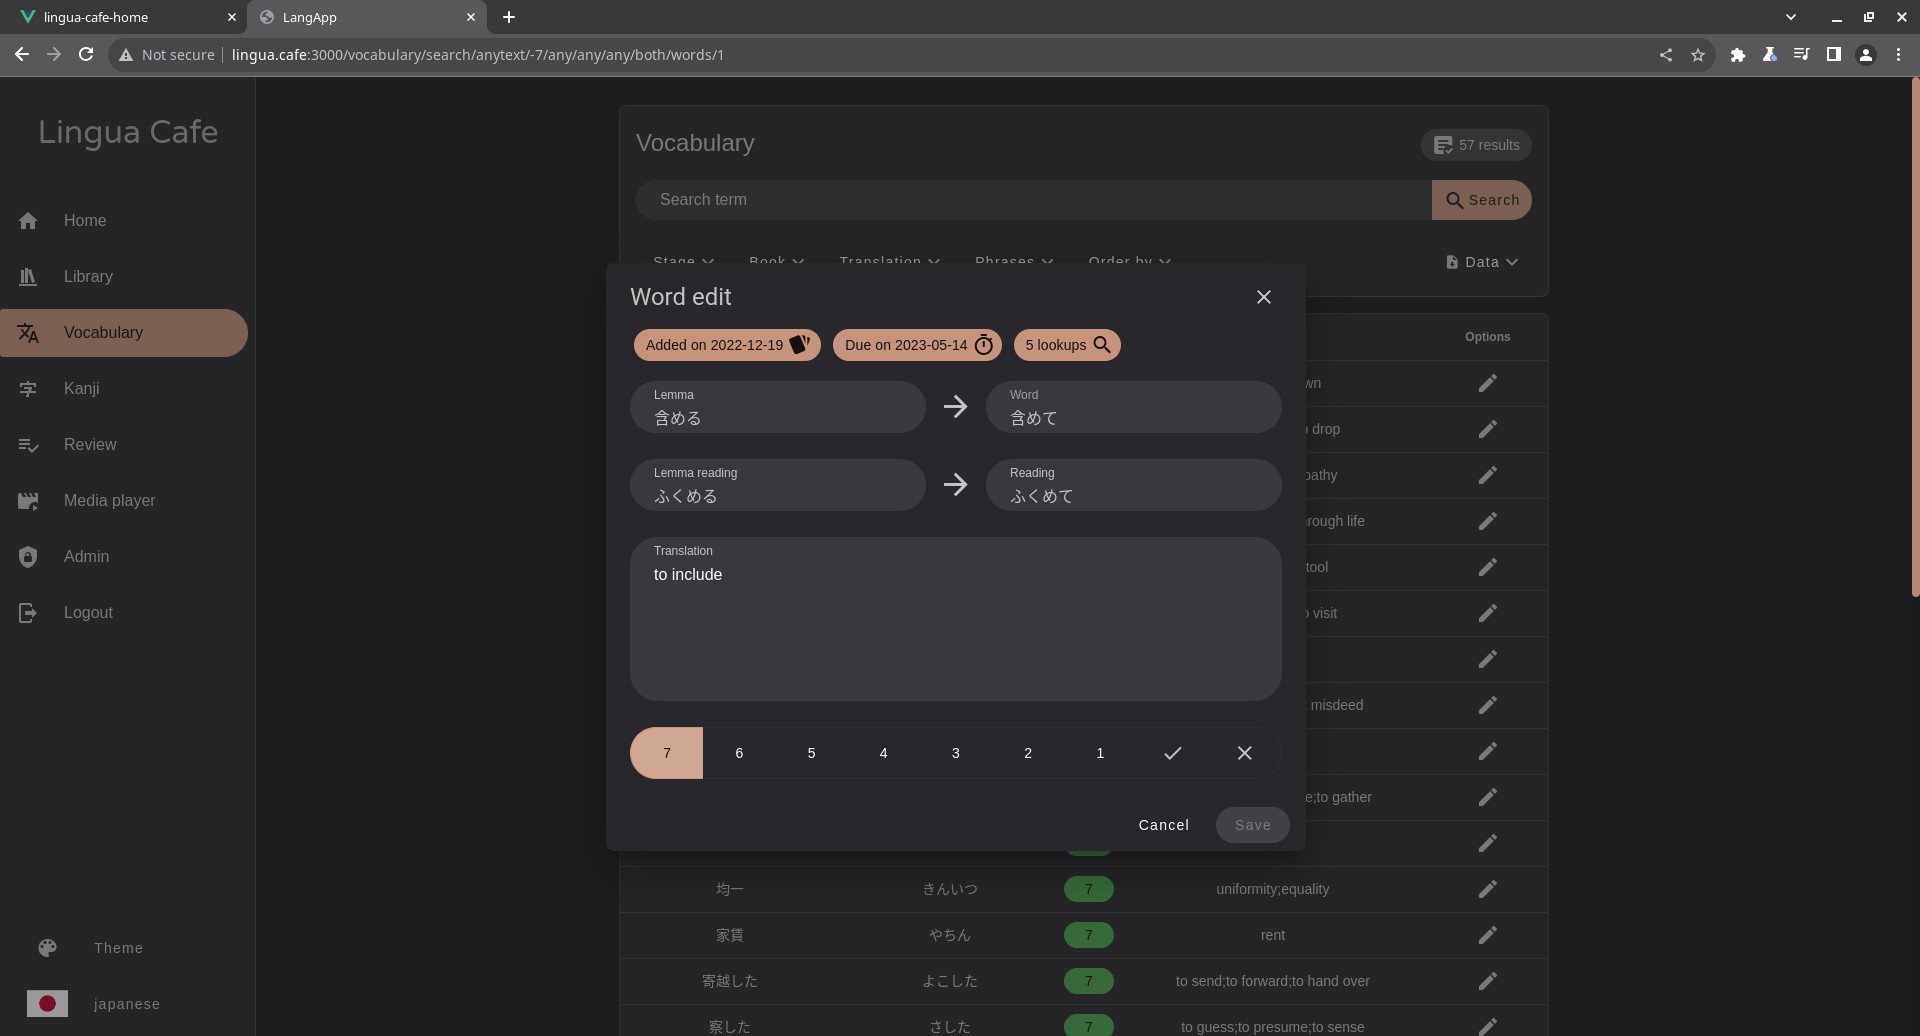 lingua-cafe-home
LangApp
Not secure
lingua.cafe:3000/vocabulary/search/anytext/-7/any/any/any/both/words/1
Lingua Cafe
Home
Library
Vocabulary
Kanji
Review
Media player
Admin
Logout
Theme
japanese
Vocabulary
57 results
Search term
Search
Stage
Book
Translation
Phrases
Order by
Data
Options
Word edit
Added on 2022-12-19
Due on 2023-05-14
5 lookups
Lemma
含める
Word
含めて
Lemma reading
ふくめる
Reading
ふくめて
Translation
to include
7 6 5 4 3 2 1
Cancel
Save
drop
life
tool
visit
misdeed
to gather
均一 きんいつ 7 uniformity;equality
家賃 やちん 7 rent
寄越した よこした 7 to send;to forward;to hand over
察した さした 7 to guess;to presume;to sense